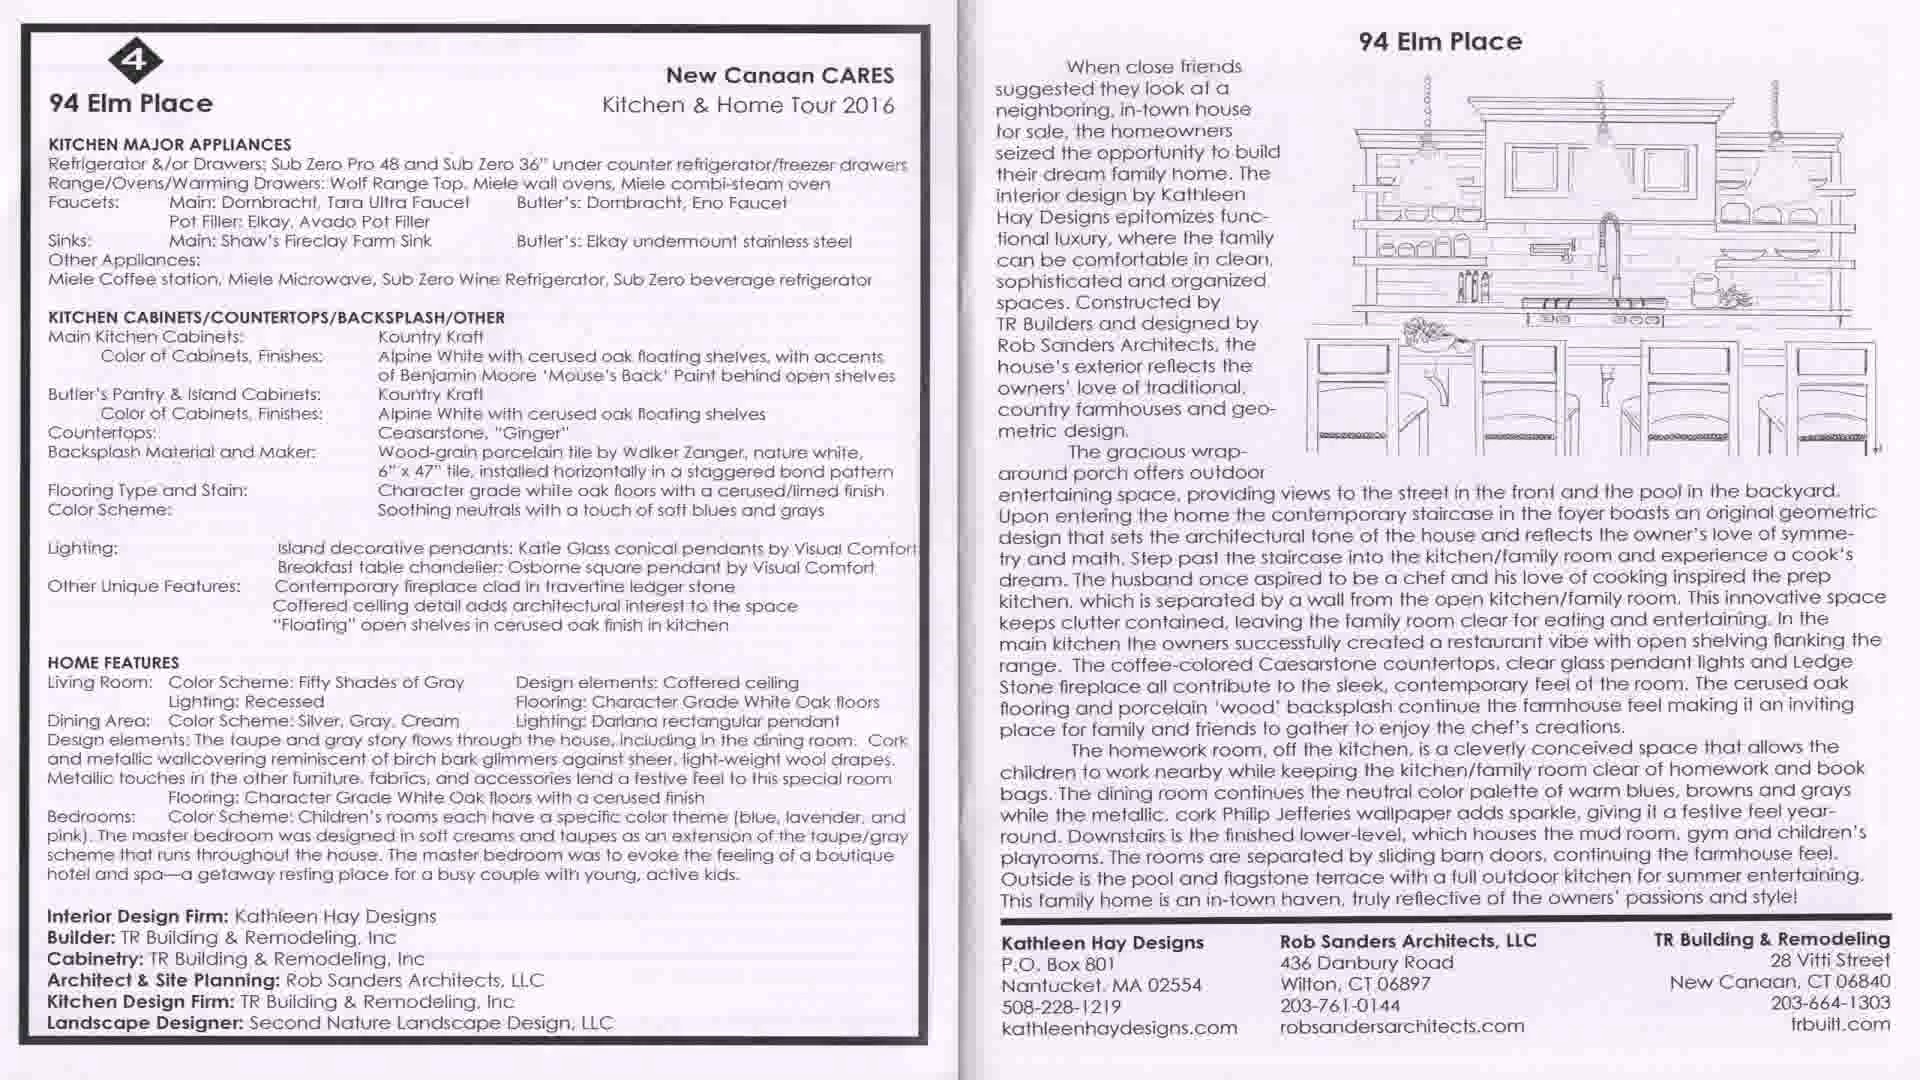 4
94 Elm Place
New Canaan CARES
Kitchen & Home Tour 2016
KITCHEN MAJOR APPLIANCES
Refrigerator &/or Drawers: Sub Zero Pro 48 and Sub Zero 36" under counter refrigerator/freezer drawers
Range/Ovens/Warming Drawers: Wolf Range Top, Miele wall ovens, Miele combi-steam oven
Faucets: Main: Dornbracht, Tara Ultra Faucet Butler's: Dornbracht, Eno Faucet
Pot Filler: Elkay, Avado Pot Filler
Sinks: Main: Shaw's Fireclay Farm Sink Butler's: Elkay undermount stainless steel
Other Appliances:
Miele Coffee station, Miele Microwave, Sub Zero Wine Refrigerator, Sub Zero beverage refrigerator
KITCHEN CABINETS/COUNTERTOPS/BACKSPLASH/OTHER
Main Kitchen Cabinets: Kountry Kraft
Color of Cabinets, Finishes: Alpine White with cerused oak floating shelves, with accents
of Benjamin Moore 'Mouse's Back' Paint behind open shelves
Butler's Pantry & Island Cabinets: Kountry Kraft
Color of Cabinets, Finishes: Alpine White with cerused oak floating shelves
Countertops: Ceasarstone, "Ginger"
Backsplash Material and Maker: Wood-grain porcelain tile by Walker Zanger, nature white,
6" x 47" tile, installed horizontally in a staggered bond pattern
Flooring Type and Stain: Character grade white oak floors with a cerused/limed finish
Color Scheme: Soothing neutrals with a touch of soft blues and grays
Lighting: Island decorative pendants: Katie Glass conical pendants by Visual Comfort
Breakfast table chandelier: Osborne square pendant by Visual Comfort
Other Unique Features: Contemporary fireplace clad in travertine ledger stone
Coffered ceiling detail adds architectural interest to the space
"Floating" open shelves in cerused oak finish in kitchen
HOME FEATURES
Living Room: Color Scheme: Fifty Shades of Gray Design elements: Coffered ceiling
Lighting: Recessed Flooring: Character Grade White Oak floors
Dining Area: Color Scheme: Silver, Gray, Cream Lighting: Darlana rectangular pendant
Design elements: The taupe and gray story flows through the house, including in the dining room. Cork
and metallic wallcovering reminiscent of birch bark glimmers against sheer, light-weight wool drapes.
Metallic touches in the other furniture, fabrics, and accessories lend a festive feel to this special room
Flooring: Character Grade White Oak floors with a cerused finish
Bedrooms: Color Scheme: Children's rooms each have a specific color theme (blue, lavender, and
pink). The master bedroom was designed in soft creams and taupes as an extension of the taupe/gray
scheme that runs throughout the house. The master bedroom was to evoke the feeling of a boutique
hotel and spa—a getaway resting place for a busy couple with young, active kids.
Interior Design Firm: Kathleen Hay Designs
Builder: TR Building & Remodeling, Inc
Cabinetry: TR Building & Remodeling, Inc
Architect & Site Planning: Rob Sanders Architects, LLC
Kitchen Design Firm: TR Building & Remodeling, Inc
Landscape Designer: Second Nature Landscape Design, LLC
94 Elm Place
When close friends
suggested they look at a
neighboring, in-town house
for sale, the homeowners
seized the opportunity to build
their dream family home. The
interior design by Kathleen
Hay Designs epitomizes func-
tional luxury, where the family
can be comfortable in clean,
sophisticated and organized
spaces. Constructed by
TR Builders and designed by
Rob Sanders Architects, the
house's exterior reflects the
owners' love of traditional,
country farmhouses and geo-
metric design.
The gracious wrap-
around porch offers outdoor
entertaining space, providing views to the street in the front and the pool in the backyard.
Upon entering the home the contemporary staircase in the foyer boasts an original geometric
design that sets the architectural tone of the house and reflects the owner's love of symme-
try and math. Step past the staircase into the kitchen/family room and experience a cook's
dream. The husband once aspired to be a chef and his love of cooking inspired the prep
kitchen, which is separated by a wall from the open kitchen/family room. This innovative space
keeps clutter contained, leaving the family room clear for eating and entertaining. In the
main kitchen the owners successfully created a restaurant vibe with open shelving flanking the
range. The coffee-colored Caesarstone countertops, clear glass pendant lights and Ledge
Stone fireplace all contribute to the sleek, contemporary feel of the room. The cerused oak
flooring and porcelain 'wood' backsplash continue the farmhouse feel making it an inviting
place for family and friends to gather to enjoy the chef's creations.
The homework room, off the kitchen, is a cleverly conceived space that allows the
children to work nearby while keeping the kitchen/family room clear of homework and book
bags. The dining room continues the neutral color palette of warm blues, browns and grays
while the metallic, cork Philip Jefferies wallpaper adds sparkle, giving it a festive feel year-
round. Downstairs is the finished lower-level, which houses the mud room, gym and children's
playrooms. The rooms are separated by sliding barn doors, continuing the farmhouse feel.
Outside is the pool and flagstone terrace with a full outdoor kitchen for summer entertaining.
This family home is an in-town haven, truly reflective of the owners' passions and style!
Kathleen Hay Designs
P.O. Box 801
Nantucket, MA 02554
508-228-1219
kathleenhaydesigns.com
Rob Sanders Architects, LLC
436 Danbury Road
Wilton, CT 06897
203-761-0144
robsandersarchitects.com
TR Building & Remodeling
28 Vitti Street
New Canaan, CT 06840
203-664-1303
trbuilt.com